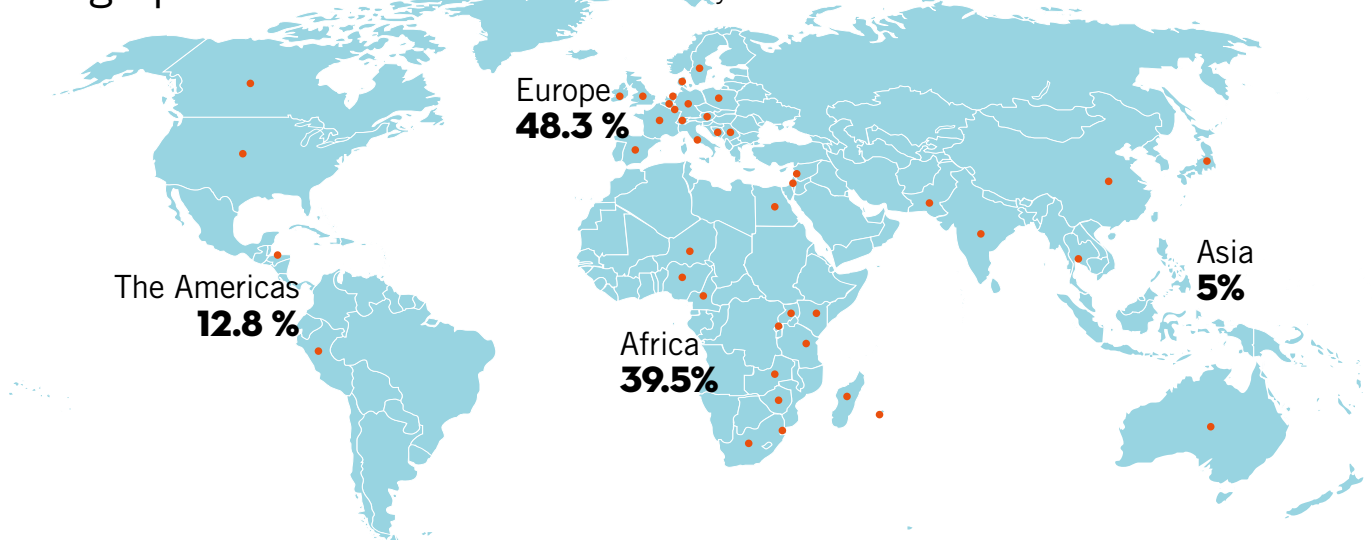 Europe
48.3 %
Asia
5%
The Americas
12.8 %
Africa
39.5%